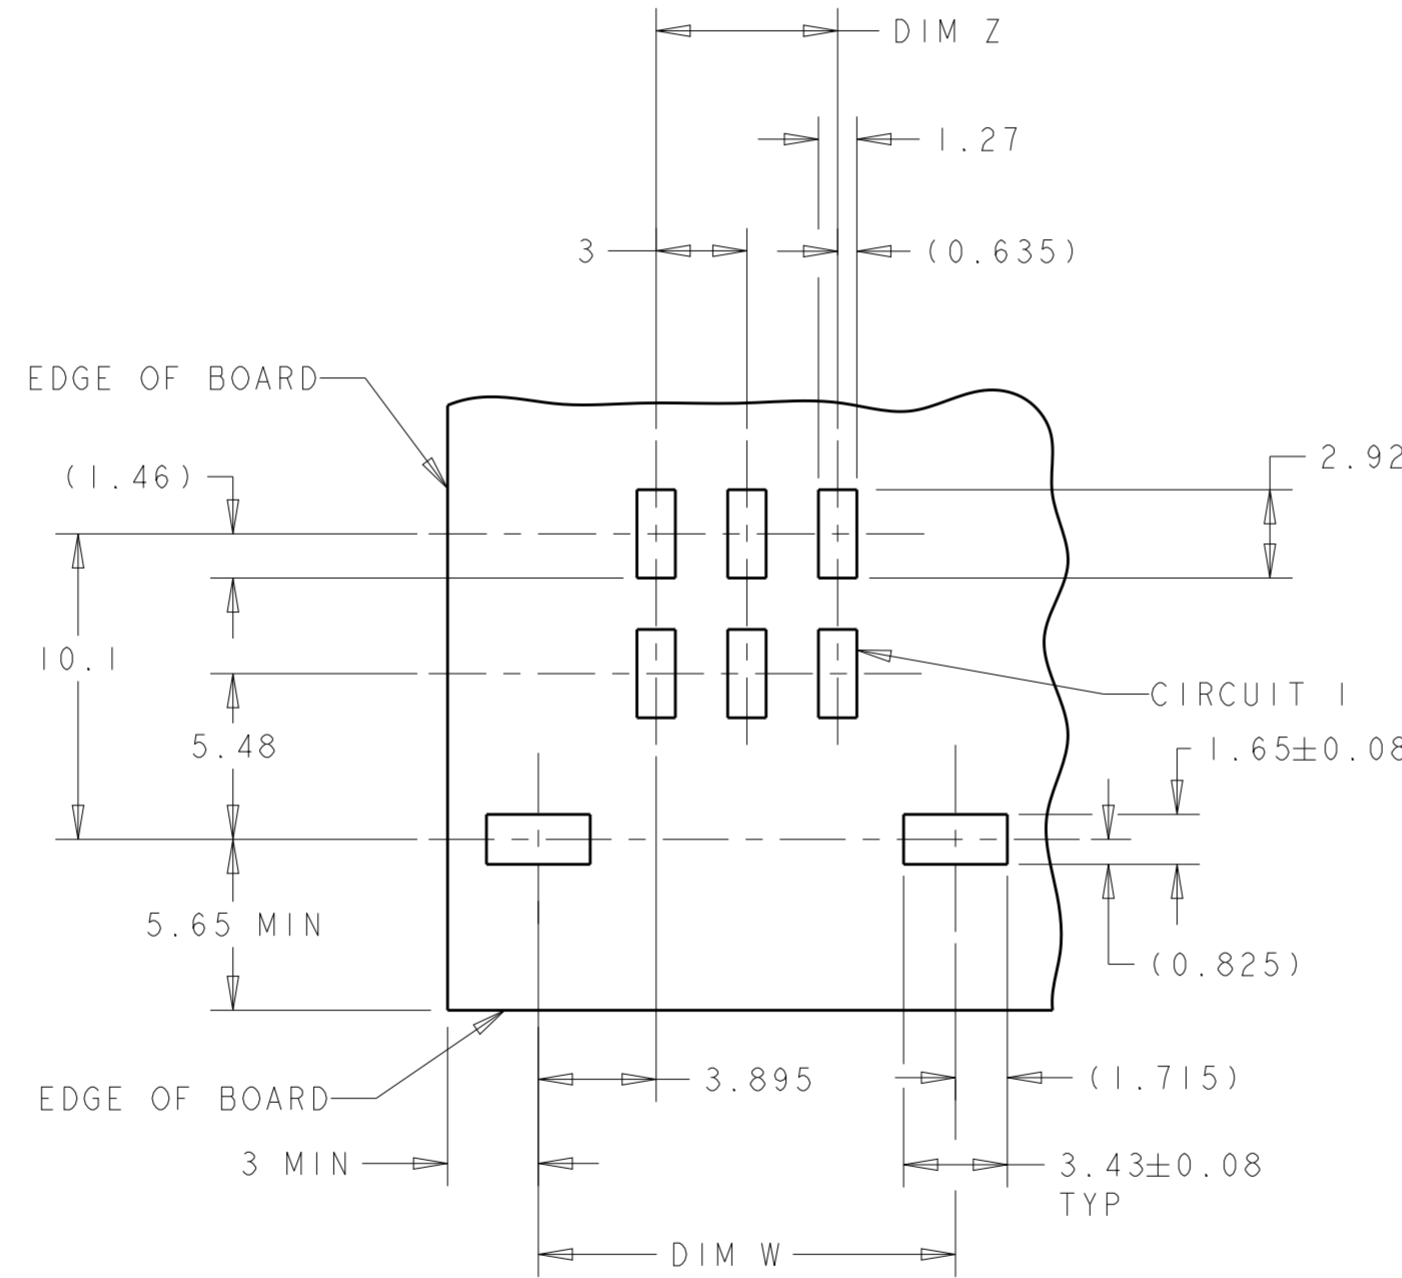 DIM Z
1.27
3
(0.635)
EDGE OF BOARD
(1.46)
2.92
10.1
CIRCUIT 1
5.48
1.65±0.08
5.65 MIN
(0.825)
3.895
(1.715)
EDGE OF BOARD
3 MIN
3.43±0.08
TYP
DIM W